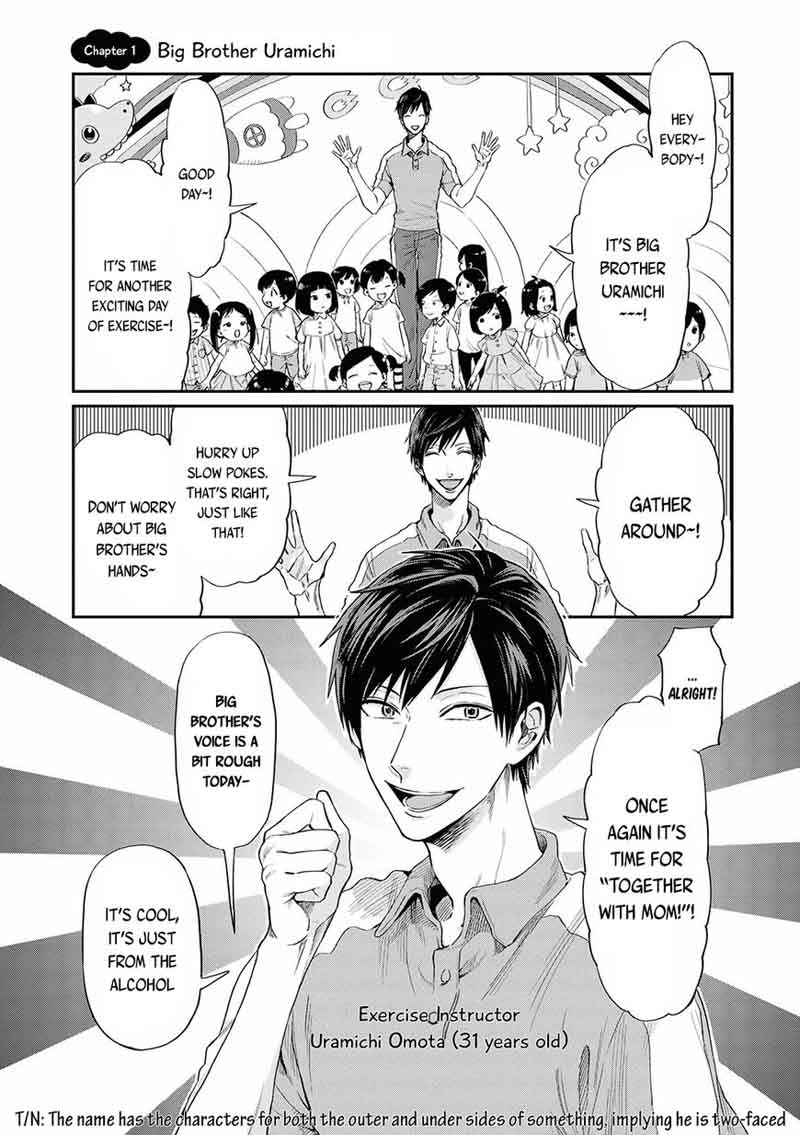 Chapter 1
Big Brother Uramichi
HEY
EVERY-
BODY~!
IT'S BIG
BROTHER
URAMICHI
~~~!
GOOD
DAY~!
IT'S TIME
FOR ANOTHER
EXCITING DAY
OF EXERCISE~!
GATHER
AROUND~!
HURRY UP
SLOW POKES.
THAT'S RIGHT,
JUST LIKE
THAT!
DON'T WORRY
ABOUT BIG
BROTHER'S
HANDS~
...
ALRIGHT!
ONCE
AGAIN IT'S
TIME FOR
"TOGETHER
WITH MOM!"!
BIG
BROTHER'S
VOICE IS A
BIT ROUGH
TODAY~
IT'S COOL,
IT'S JUST
FROM THE
ALCOHOL
Exercise Instructor
Uramichi Omota (31 years old)
T/N: The name has the characters for both the outer and under sides of something, implying he is two-faced